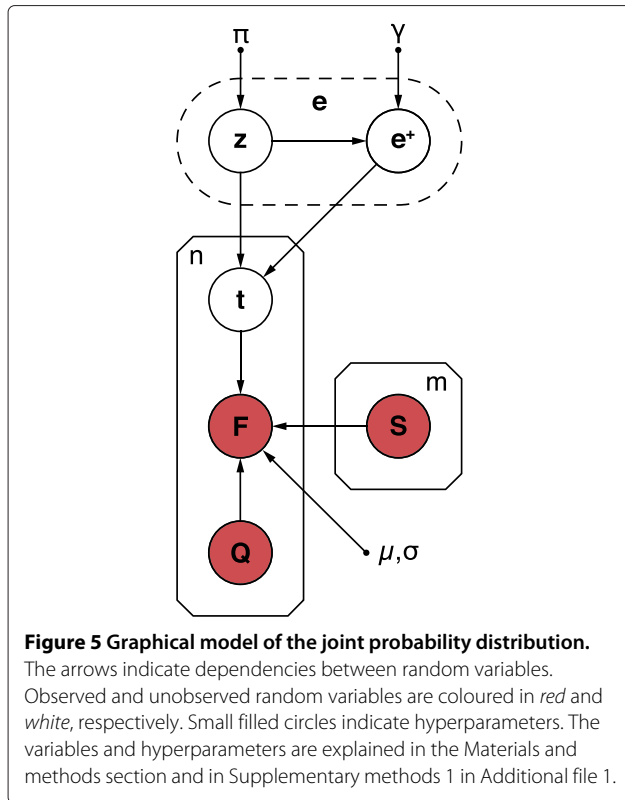 π γ
e
z e⁺
n
t
m
F S
Q
μ,σ
Figure 5 Graphical model of the joint probability distribution.
The arrows indicate dependencies between random variables.
Observed and unobserved random variables are coloured in red and
white, respectively. Small filled circles indicate hyperparameters. The
variables and hyperparameters are explained in the Materials and
methods section and in Supplementary methods 1 in Additional file 1.